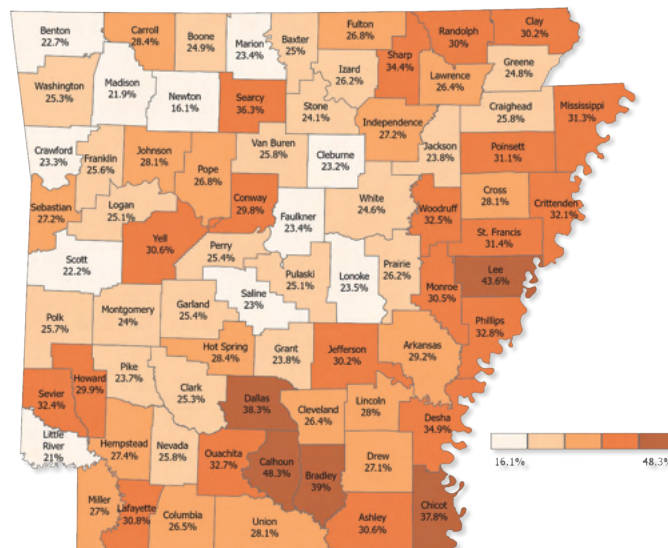 Benton
22.7%
Carroll
28.4%
Boone
24.9%
Marion
23.4%
Baxter
25%
Fulton
26.8%
Randolph
30%
Clay
30.2%
Sharp
34.4%
Greene
24.8%
Washington
25.3%
Madison
21.9%
Newton
16.1%
Searcy
36.3%
Izard
26.2%
Lawrence
26.4%
Stone
24.1%
Independence
27.2%
Craighead
25.8%
Mississippi
31.3%
Crawford
23.3%
Franklin
25.6%
Johnson
28.1%
Pope
26.8%
Van Buren
25.8%
Cleburne
23.2%
Jackson
23.8%
Poinsett
31.1%
Sebastian
27.2%
Logan
25.1%
Conway
29.8%
Faulkner
23.4%
White
24.6%
Woodruff
32.5%
Cross
28.1%
Crittenden
32.1%
Yell
30.6%
Perry
25.4%
St. Francis
31.4%
Scott
22.2%
Pulaski
25.1%
Lonoke
23.5%
Prairie
26.2%
Lee
43.6%
Saline
23%
Monroe
30.5%
Polk
25.7%
Montgomery
24%
Garland
25.4%
Phillips
32.8%
Hot Spring
28.4%
Grant
23.8%
Jefferson
30.2%
Arkansas
29.2%
Sevier
32.4%
Howard
29.9%
Pike
23.7%
Clark
25.3%
Dallas
38.3%
Cleveland
26.4%
Lincoln
28%
Desha
34.9%
Little
River
21%
Hempstead
27.4%
Nevada
25.8%
Ouachita
32.7%
Calhoun
48.3%
Bradley
39%
Drew
27.1%
16.1%
48.3%
Miller
27%
Lafayette
30.8%
Columbia
26.5%
Union
28.1%
Ashley
30.6%
Chicot
37.8%